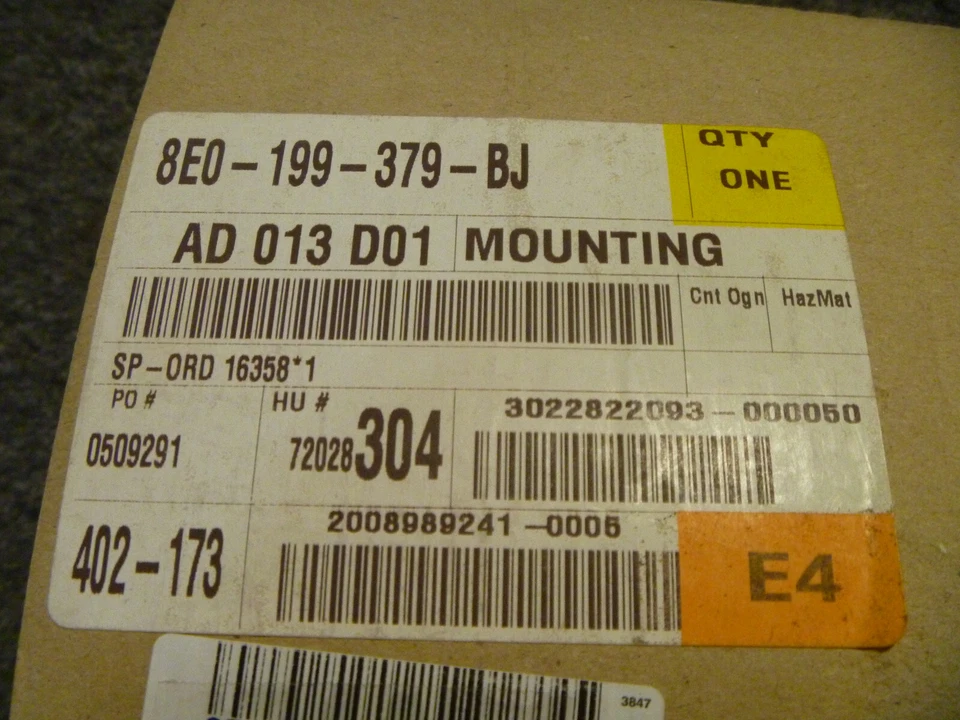 8E0-199-379-BJ
QTY
ONE
AD 013 D01 MOUNTING
Cnt Ogn HazMat
SP-ORD 16358*1
PO #
HU #
3022822093-000050
0509291
72028304
2008989241-0006
402-173
E4
3847